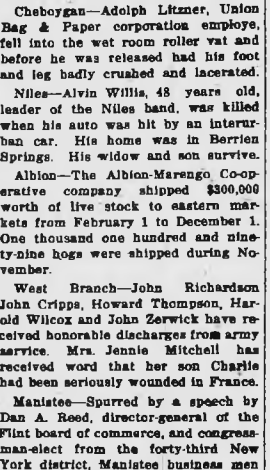 Cheboygan—Adolph Litzner, Union
Bag & Paper corporation employe,
fell into the wet room roller vat and
before he was released had his foot
and leg badly crushed and lacerated.
Niles—Alvin Willis, 48 years old,
leader of the Niles band, was killed
when his auto was hit by an interur-
ban car. His home was in Berrien
Springs. His widow and son survive.
Albion—The Albion-Marengo Co-op-
erative company shipped $300,000
worth of live stock to eastern mar-
kets from February 1 to December 1.
One thousand one hundred and nine-
ty-nine hogs were shipped during No-
vember.
West Branch—John Richardson
John Cripps, Howard Thompson, Har-
old Wilcox and John Zerwick have re-
ceived honorable discharges from army
service. Mrs. Jennie Mitchell has
received word that her son Charlie
had been seriously wounded in France.
Manistee—Spurred by a speech by
Dan A. Reed, director-general of the
Flint board of commerce, and congress-
man-elect from the forty-third New
York district, Manistee business men